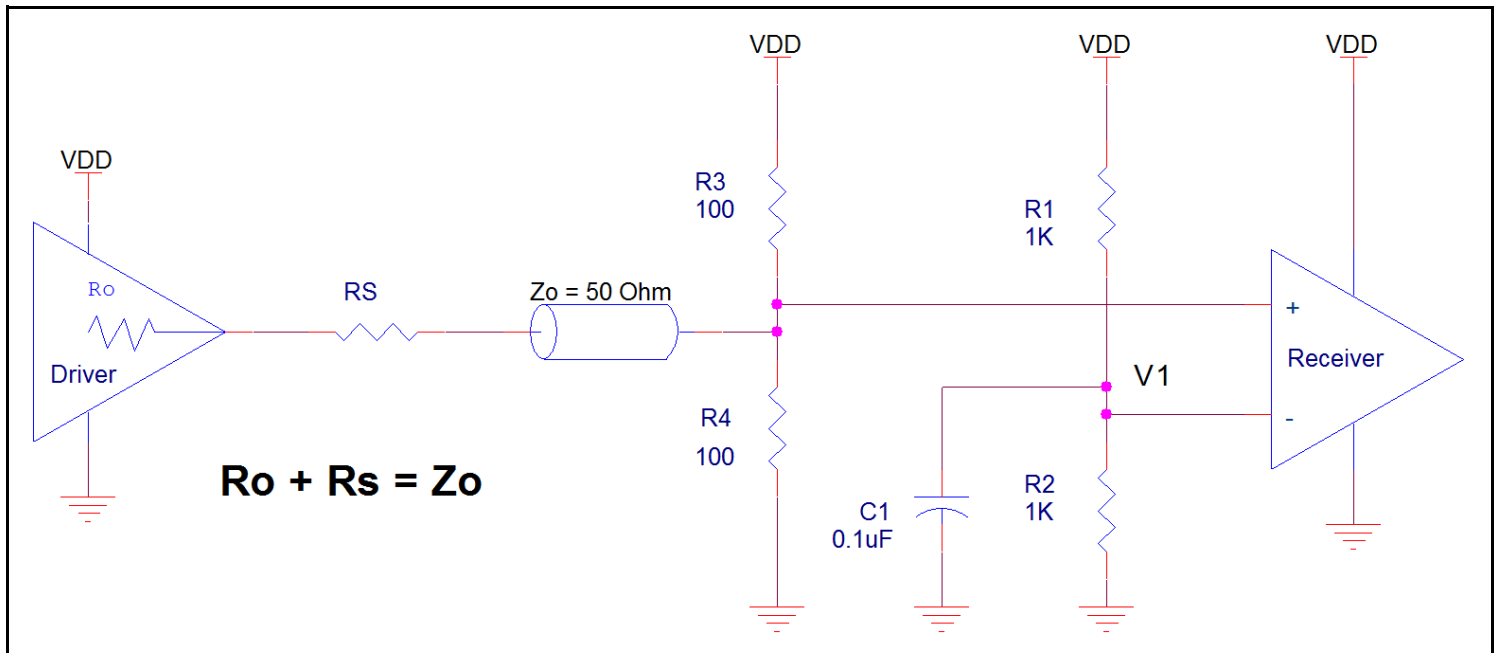 VDD
VDD
VDD
VDD
R3
100
R1
1K
Ro
RS
Zo = 50 Ohm
+
Driver
Receiver
V1
R4
100
-
Ro + Rs = Zo
R2
1K
C1
0.1uF